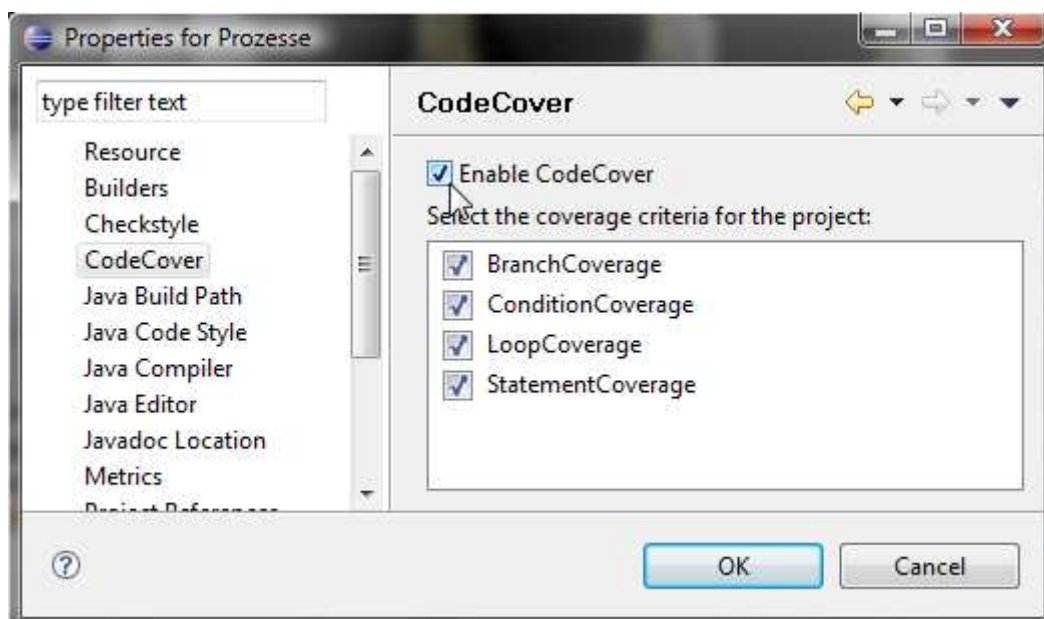 Properties for Prozesse
type filter text
Resource
Builders
Checkstyle
CodeCover
Java Build Path
Java Code Style
Java Compiler
Java Editor
Javadoc Location
Metrics
Project References
CodeCover
Enable CodeCover
Select the coverage criteria for the project:
BranchCoverage
ConditionCoverage
LoopCoverage
StatementCoverage
OK
Cancel